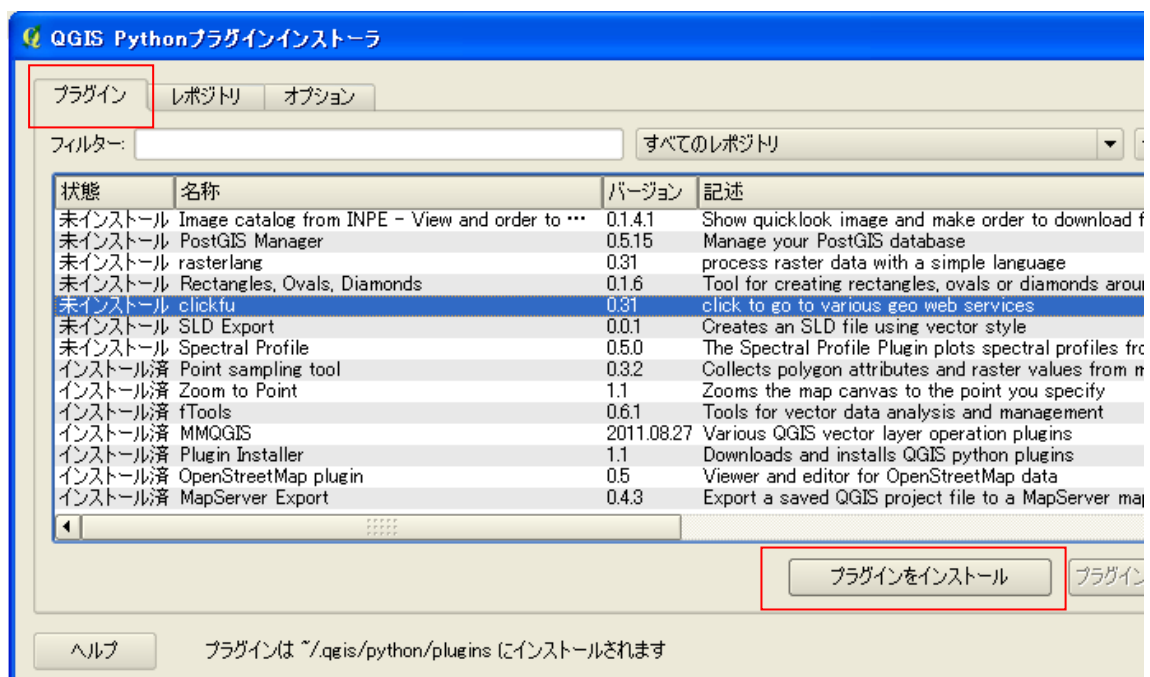 QGIS Pythonプラグインインストーラ
プラグイン レポジトリ オプション
フィルター: すべてのレポジトリ
状態 名称 バージョン 記述
未インストール Image catalog from INPE - View and order to ··· 0.1.4.1 Show quicklook image and make order to download f
未インストール PostGIS Manager 0.5.15 Manage your PostGIS database
未インストール rasterlang 0.31 process raster data with a simple language
未インストール Rectangles, Ovals, Diamonds 0.1.6 Tool for creating rectangles, ovals or diamonds arou
未インストール clickfu 0.31 click to go to various geo web services
未インストール SLD Export 0.0.1 Creates an SLD file using vector style
未インストール Spectral Profile 0.5.0 The Spectral Profile Plugin plots spectral profiles fro
インストール済 Point sampling tool 0.3.2 Collects polygon attributes and raster values from m
インストール済 Zoom to Point 1.1 Zooms the map canvas to the point you specify
インストール済 fTools 0.6.1 Tools for vector data analysis and management
インストール済 MMQGIS 2011.08.27 Various QGIS vector layer operation plugins
インストール済 Plugin Installer 1.1 Downloads and installs QGIS python plugins
インストール済 OpenStreetMap plugin 0.5 Viewer and editor for OpenStreetMap data
インストール済 MapServer Export 0.4.3 Export a saved QGIS project file to a MapServer map
プラグインをインストール プラグイン
ヘルプ プラグインは ~/.qgis/python/plugins にインストールされます